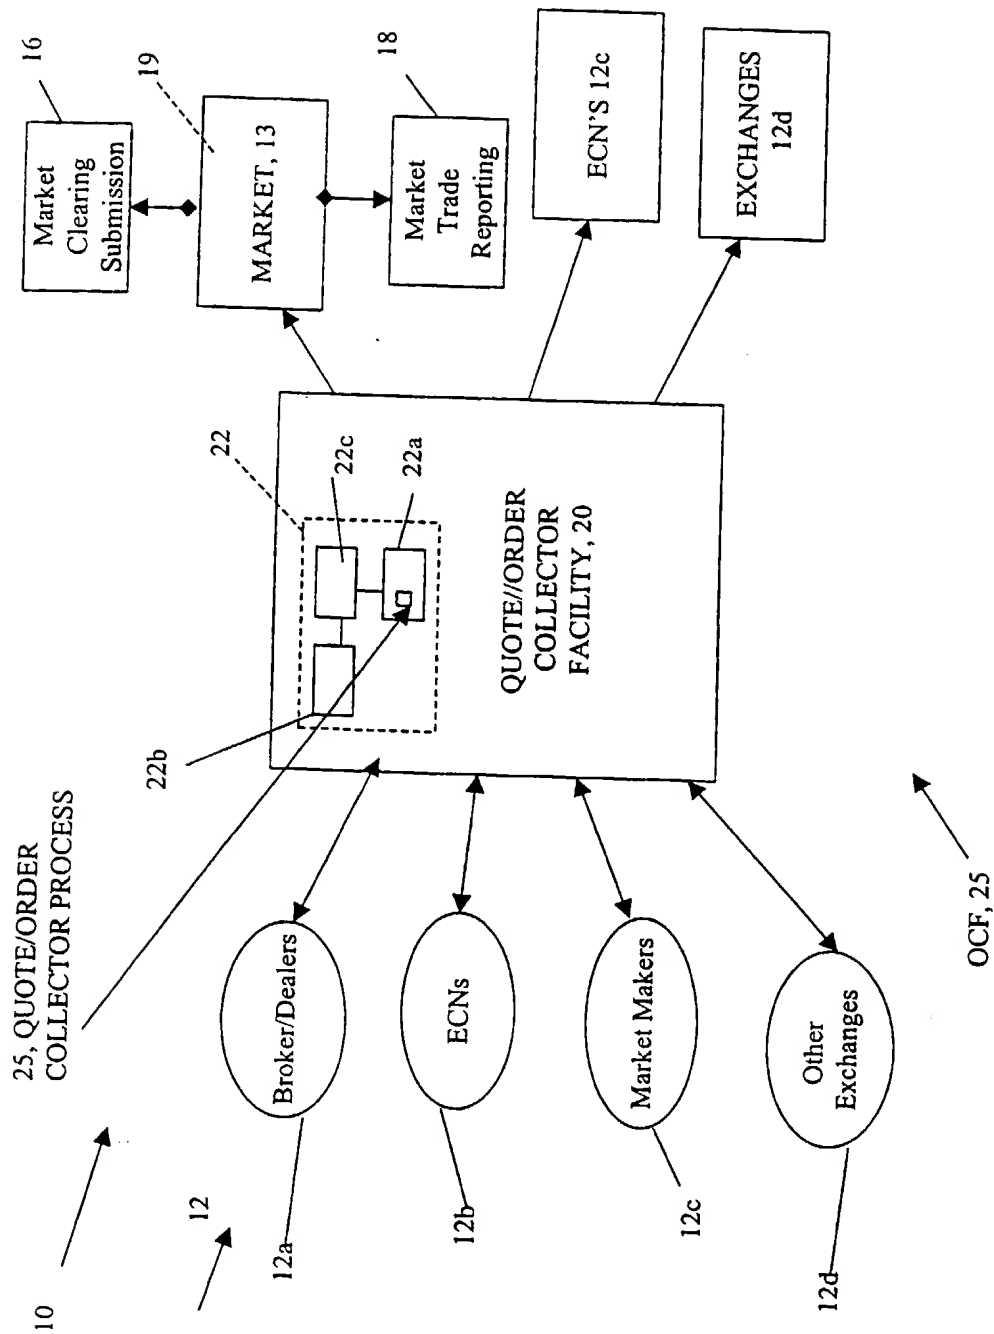 10
25, QUOTE/ORDER
COLLECTOR PROCESS
12
12a
Broker/Dealers
12b
ECNs
12c
Market Makers
12d
Other
Exchanges
22b
22
22c
22a
QUOTE//ORDER
COLLECTOR
FACILITY, 20
OCF, 25
16
Market
Clearing
Submission
19
MARKET, 13
18
Market
Trade
Reporting
ECN'S 12c
EXCHANGES
12d